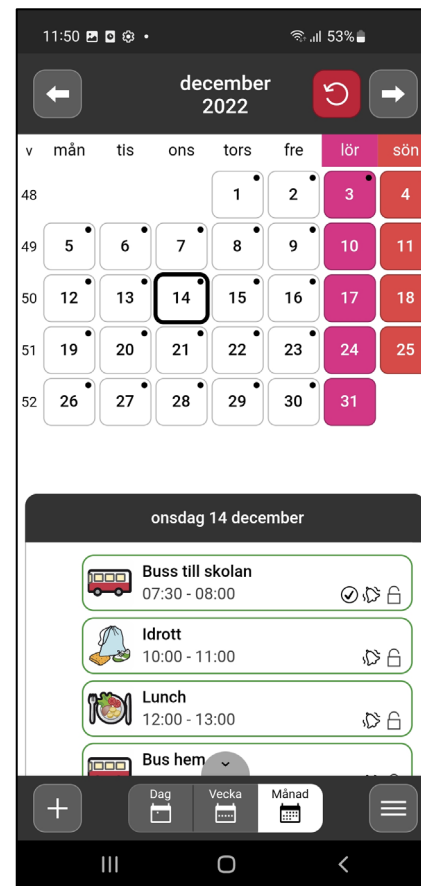 11:50 53%
december
2022
v mån tis ons tors fre lör sön
48 1 2 3 4
49 5 6 7 8 9 10 11
50 12 13 14 15 16 17 18
51 19 20 21 22 23 24 25
52 26 27 28 29 30 31
onsdag 14 december
Buss till skolan
07:30 - 08:00
Idrott
10:00 - 11:00
Lunch
12:00 - 13:00
Bus hem
Dag Vecka Månad